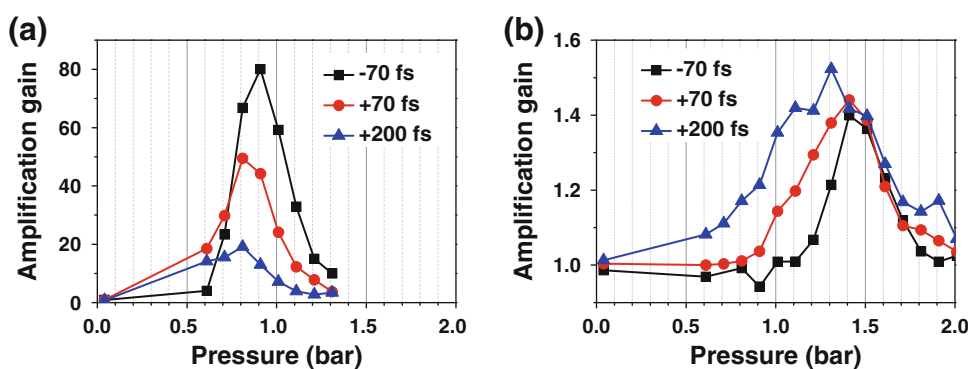 (a)
Amplification gain
80
60
40
20
0
-70 fs
+70 fs
+200 fs
0.0 0.5 1.0 1.5 2.0
Pressure (bar)
(b)
Amplification gain
1.6
1.4
1.2
1.0
-70 fs
+70 fs
+200 fs
0.0 0.5 1.0 1.5 2.0
Pressure (bar)